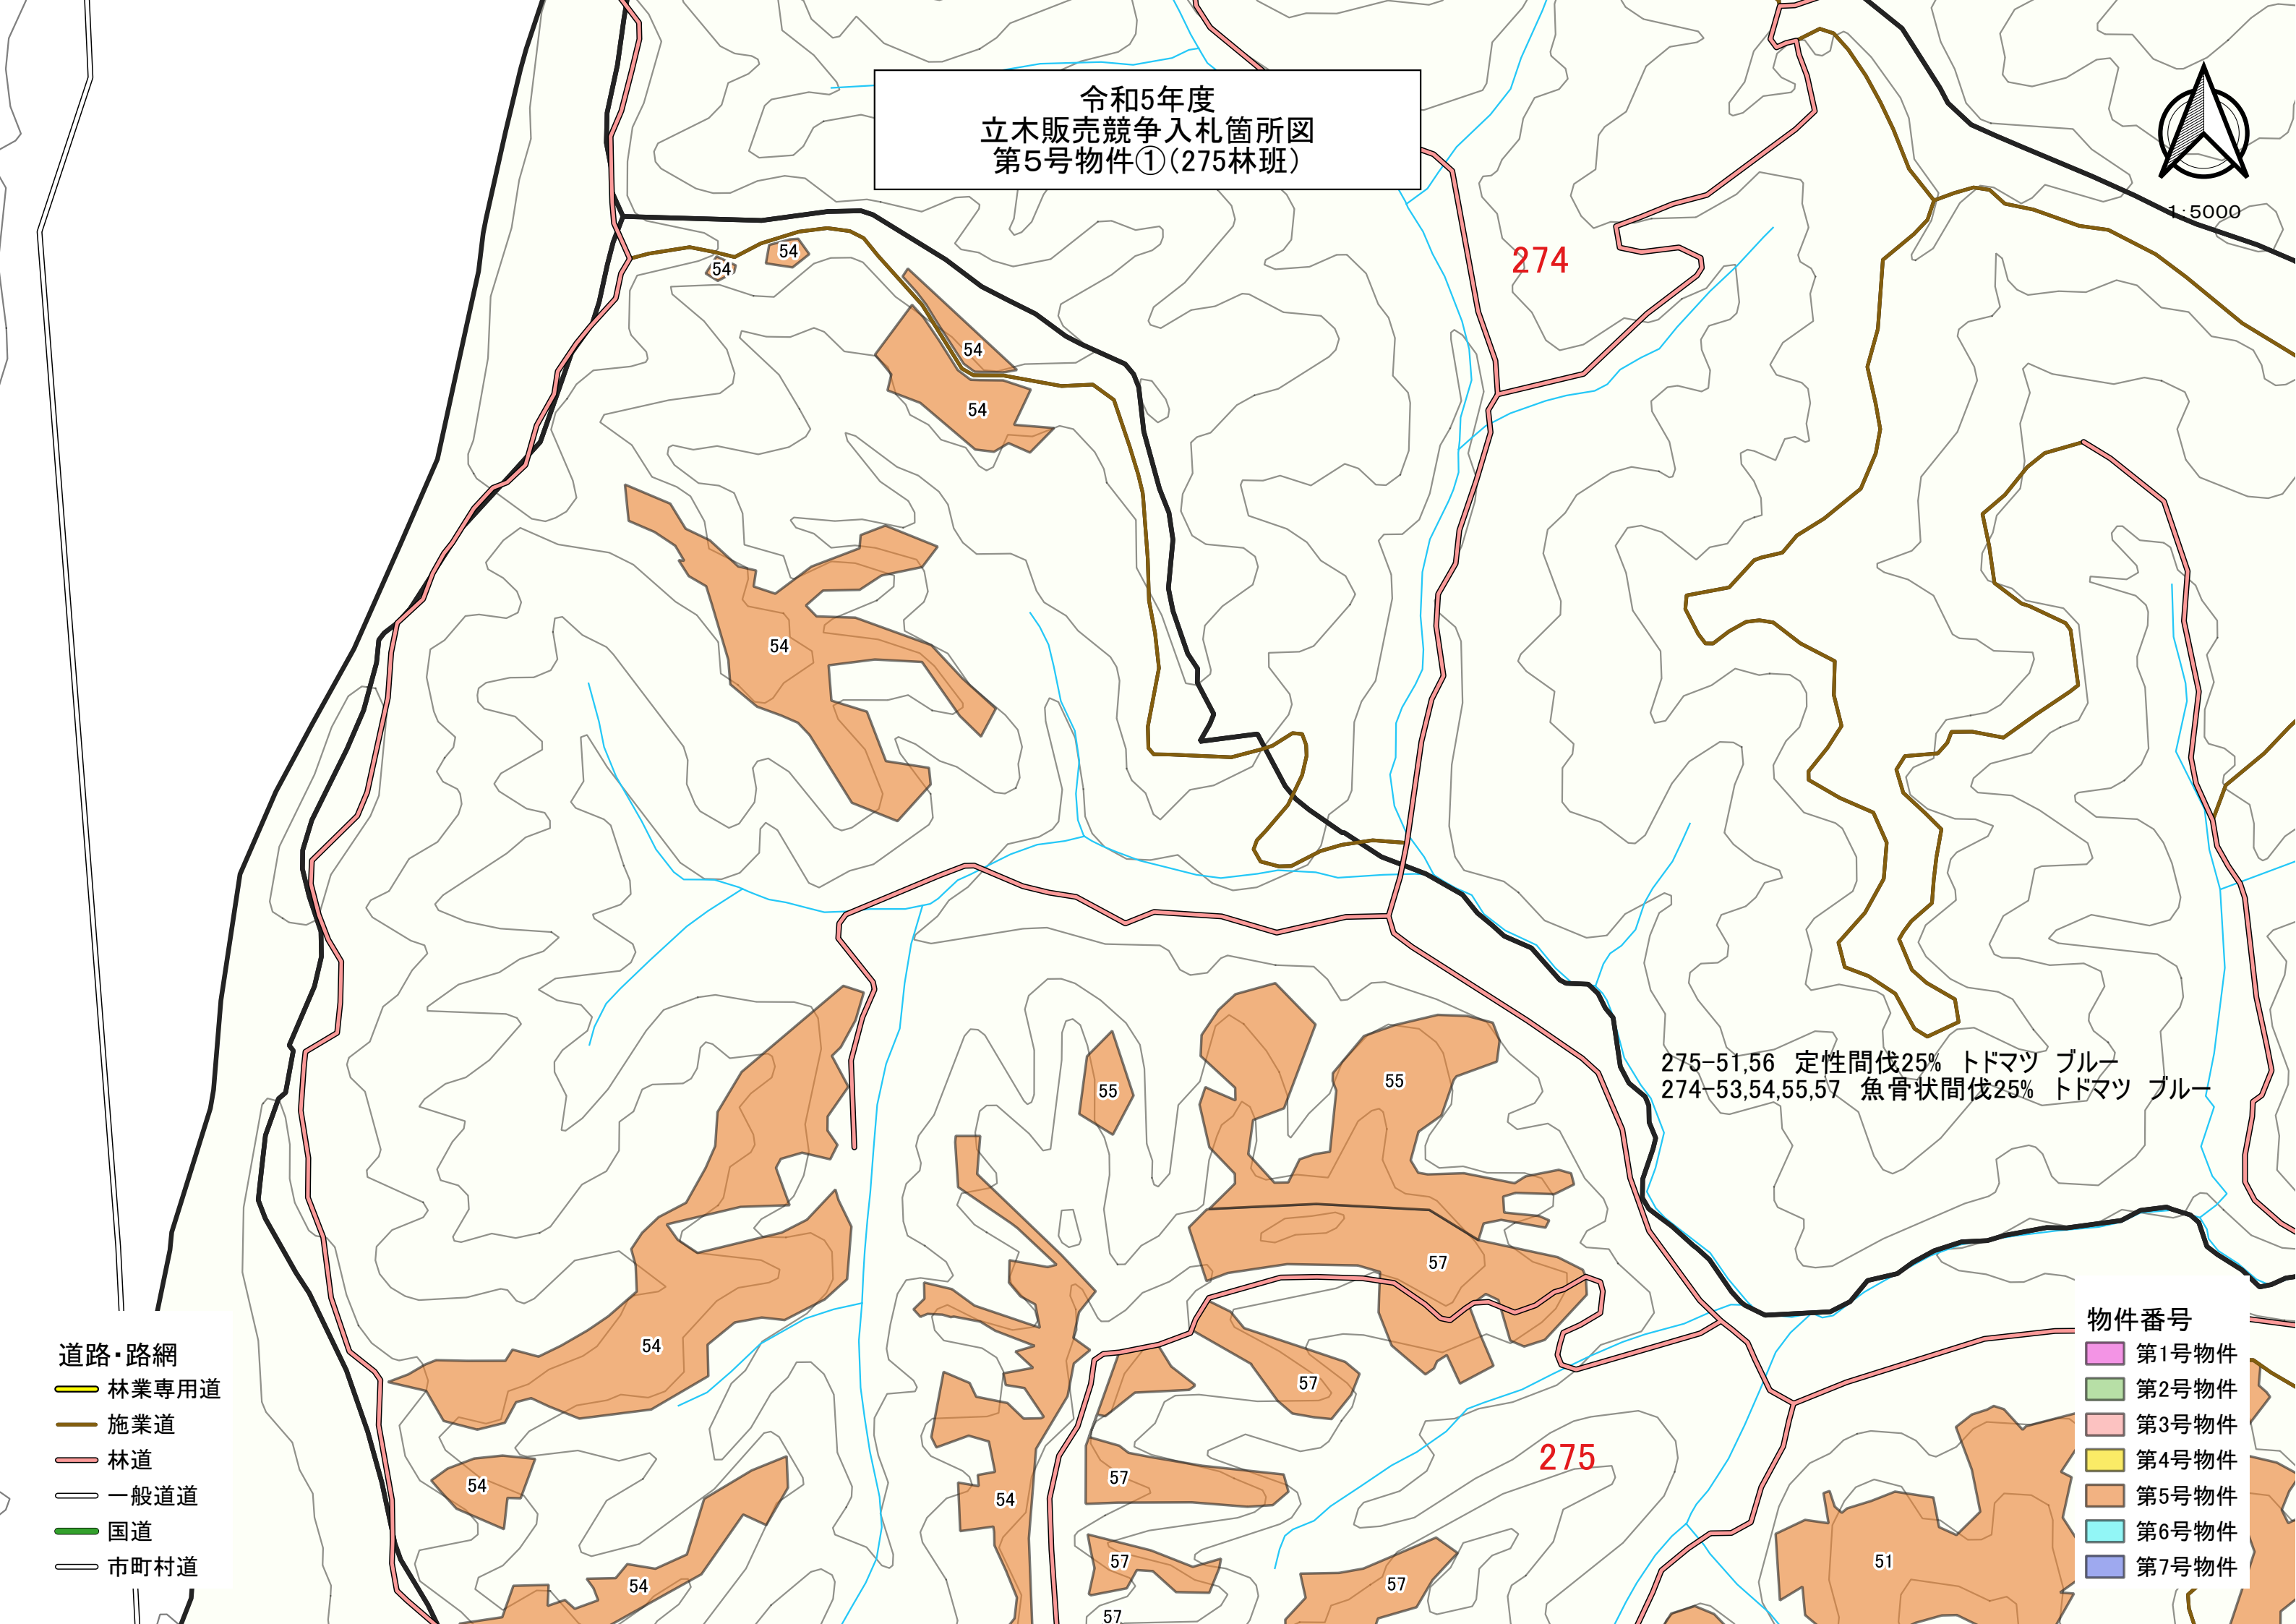 令和5年度
立木販売競争入札箇所図
第5号物件①(275林班)
1:5000
274
54
54
54
54
54
55
55
275-51,56 定性間伐25% トドマツ ブルー
274-53,54,55,57 魚骨状間伐25% トドマツ ブルー
57
54
57
275
54
57
54
57
51
54
57
57
道路・路網
林業専用道
施業道
林道
一般道道
国道
市町村道
物件番号
第1号物件
第2号物件
第3号物件
第4号物件
第5号物件
第6号物件
第7号物件